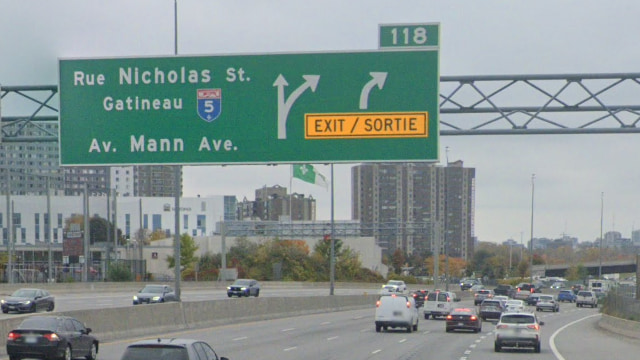 118
Rue Nicholas St.
Gatineau 5
Av. Mann Ave.
EXIT / SORTIE